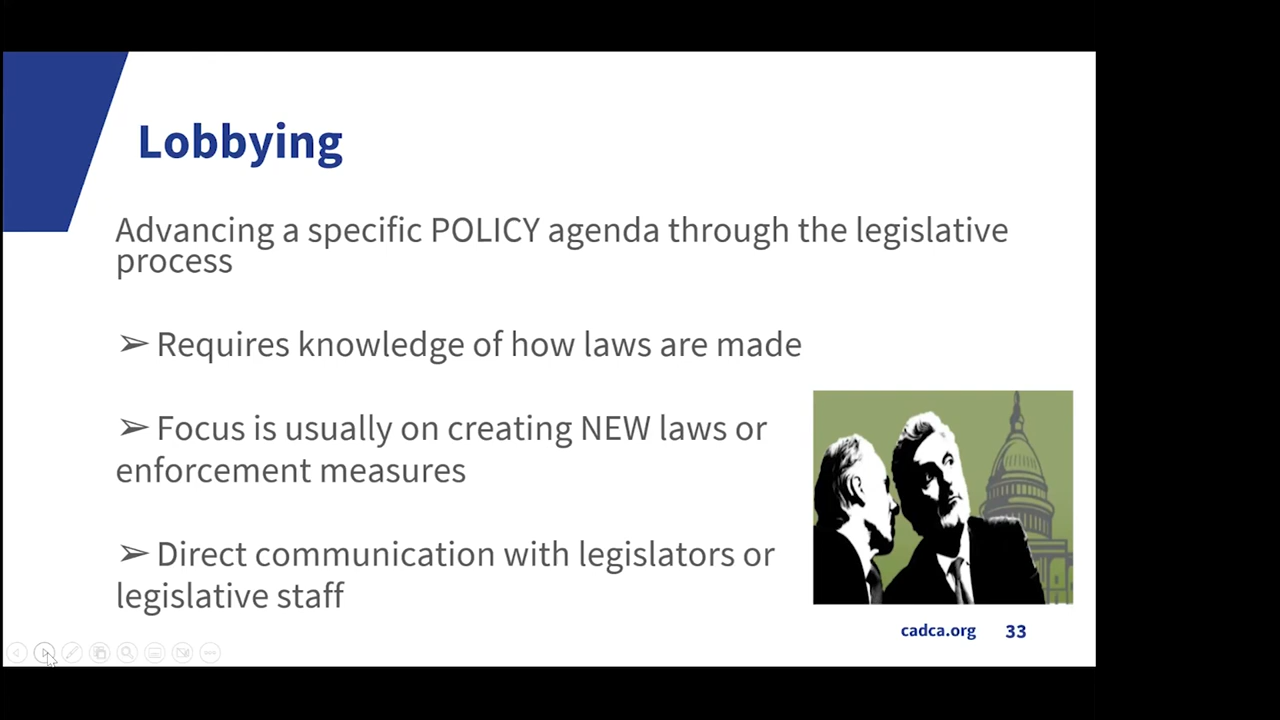 Lobbying
Advancing a specific POLICY agenda through the legislative
process
➢ Requires knowledge of how laws are made
➢ Focus is usually on creating NEW laws or
enforcement measures
➢ Direct communication with legislators or
legislative staff
cadca.org 33